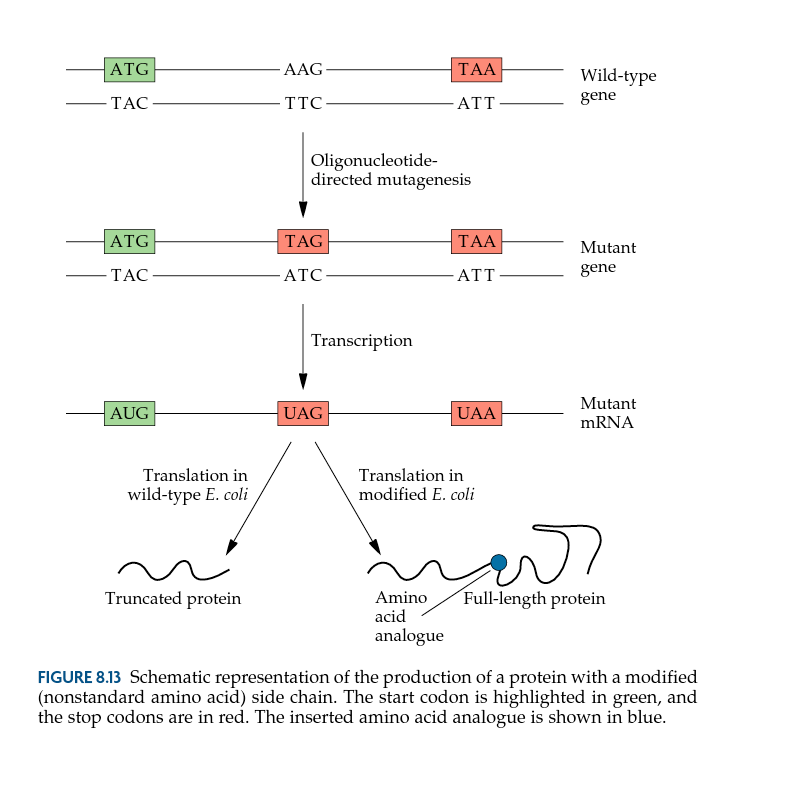 ATG AAG TAA
Wild-type
gene
TAC TTC ATT
Oligonucleotide-
directed mutagenesis
ATG TAG TAA
Mutant
gene
TAC ATC ATT
Transcription
AUG UAG UAA
Mutant
mRNA
Translation in
wild-type E. coli
Translation in
modified E. coli
Truncated protein
Amino
acid
analogue
Full-length protein
FIGURE 8.13 Schematic representation of the production of a protein with a modified
(nonstandard amino acid) side chain. The start codon is highlighted in green, and
the stop codons are in red. The inserted amino acid analogue is shown in blue.